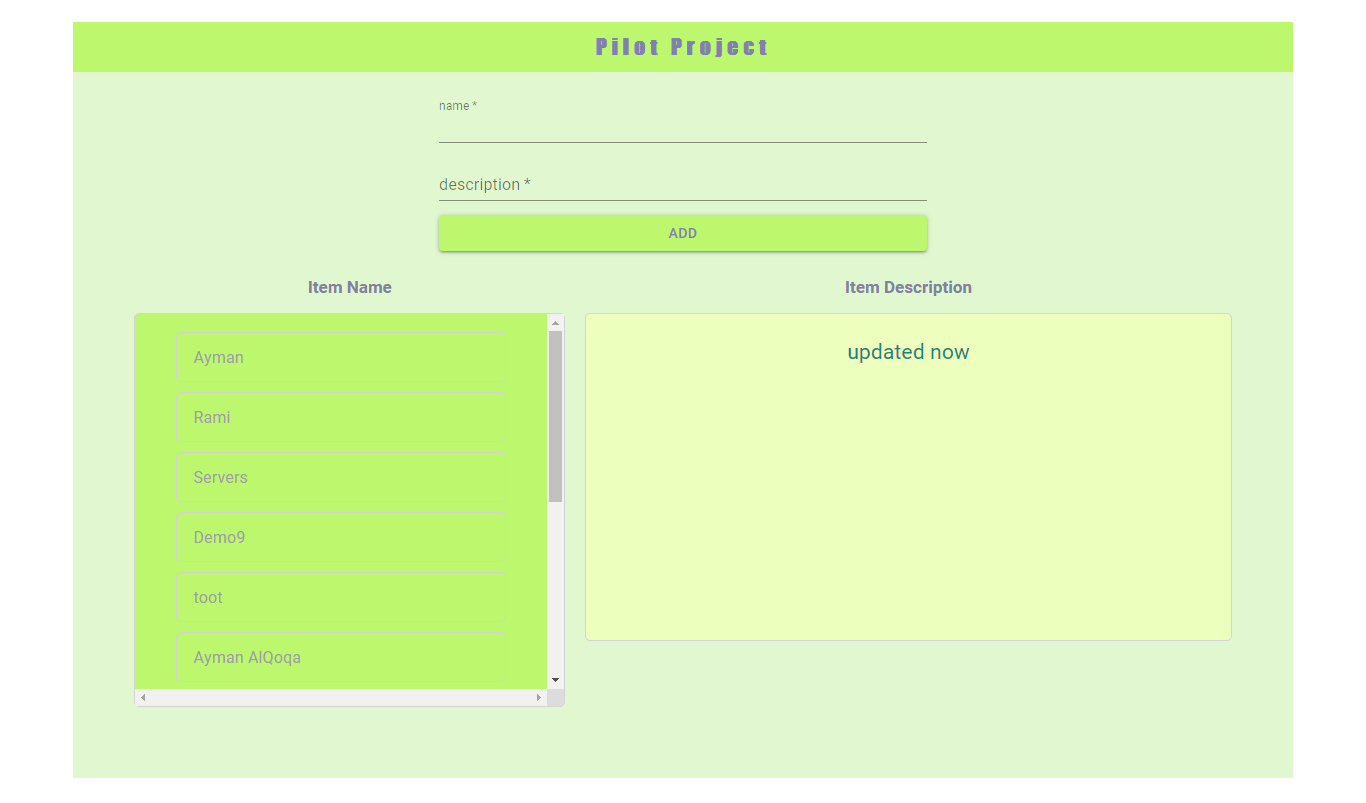 Pilot Project
name *
description *
ADD
Item Name
Item Description
Ayman
Rami
Servers
Demo9
toot
Ayman AlQoqa
updated now